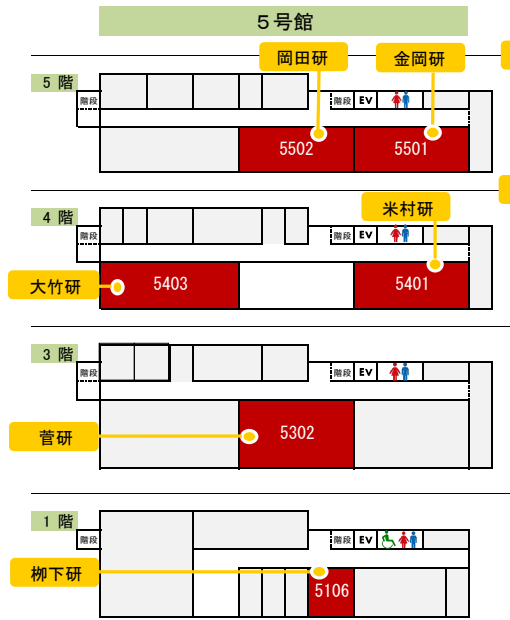 5号館
岡田研
金岡研
5 階
階段
階段
EV
5502
5501
米村研
4 階
階段
階段
EV
大竹研
5403
5401
3 階
階段
階段
EV
菅研
5302
1 階
階段
階段
EV
柳下研
5106